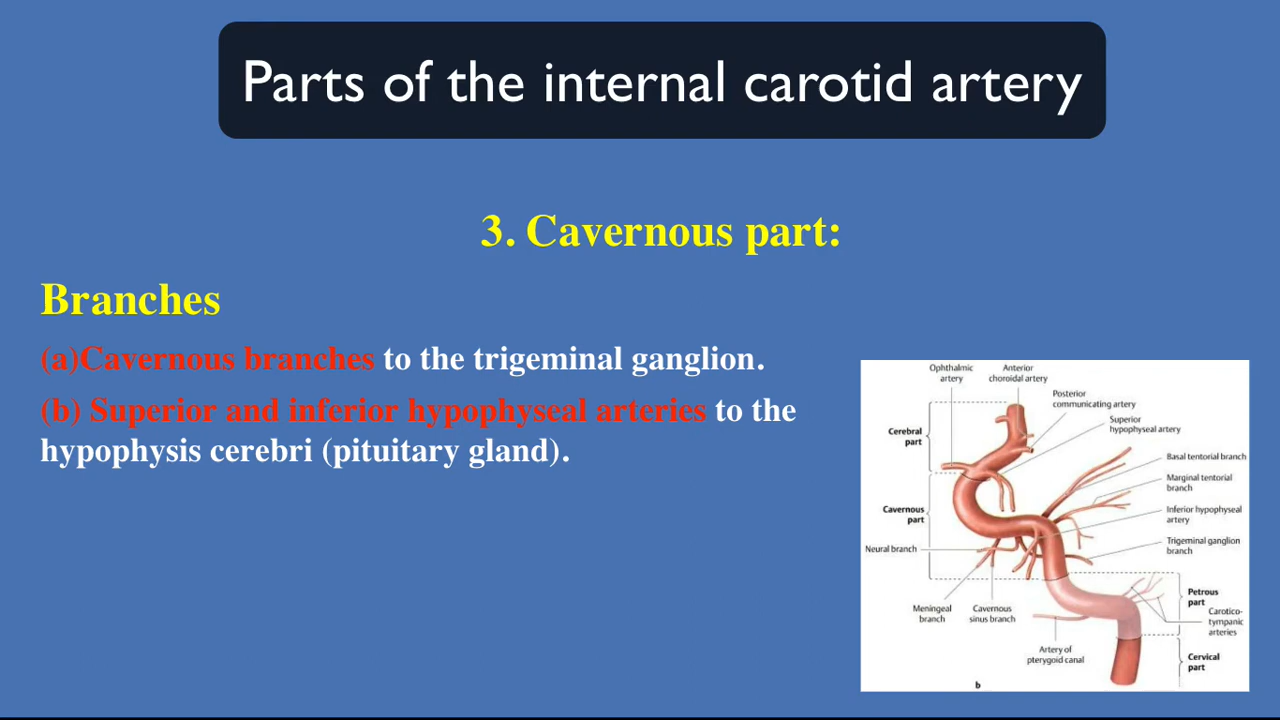 Parts of the internal carotid artery
3. Cavernous part:
Branches
(a)Cavernous branches to the trigeminal ganglion.
(b) Superior and inferior hypophyseal arteries to the
hypophysis cerebri (pituitary gland).
Ophthalmic
artery
Anterior
choroidal artery
Posterior
communicating artery
Superior
hypophyseal artery
Cerebral
part
Basal tentorial branch
Marginal tentorial
branch
Cavernous
part
Inferior hypophyseal
artery
Neural branch
Trigeminal ganglion
branch
Petrous
part
Meningeal
branch
Cavernous
sinus branch
Carotico-
tympanic
arteries
Artery of
pterygoid canal
Cervical
part
b